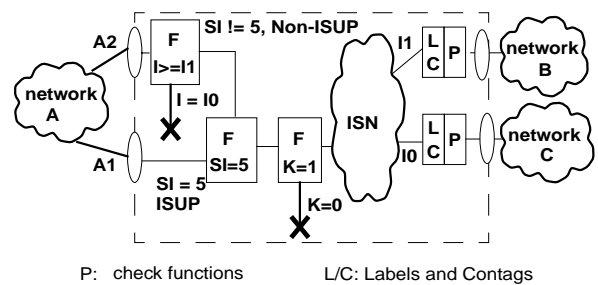 A2
F
I>=I1
SI != 5, Non-ISUP
I1
L
C
P
network
B
network
A
I = I0
ISN
A1
F
SI=5
F
K=1
I0
L
C
P
network
C
SI = 5
ISUP
K=0
P: check functions
L/C: Labels and Contags